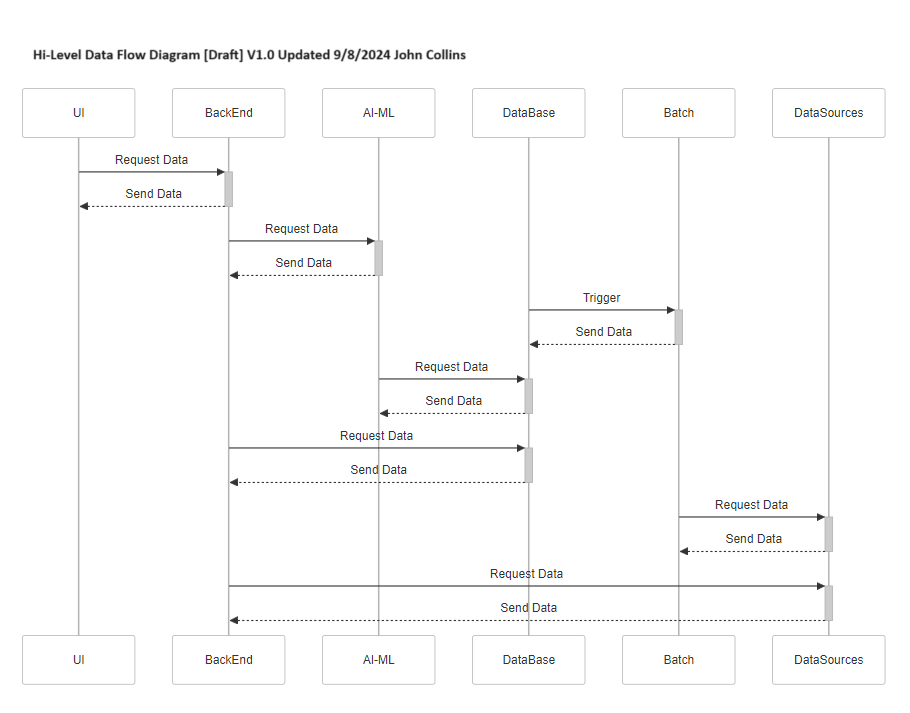 Hi-Level Data Flow Diagram [Draft] V1.0 Updated 9/8/2024 John Collins
UI
BackEnd
AI-ML
DataBase
Batch
DataSources
Request Data
Send Data
Request Data
Send Data
Trigger
Send Data
Request Data
Send Data
Request Data
Send Data
Request Data
Send Data
Request Data
Send Data
UI
BackEnd
AI-ML
DataBase
Batch
DataSources